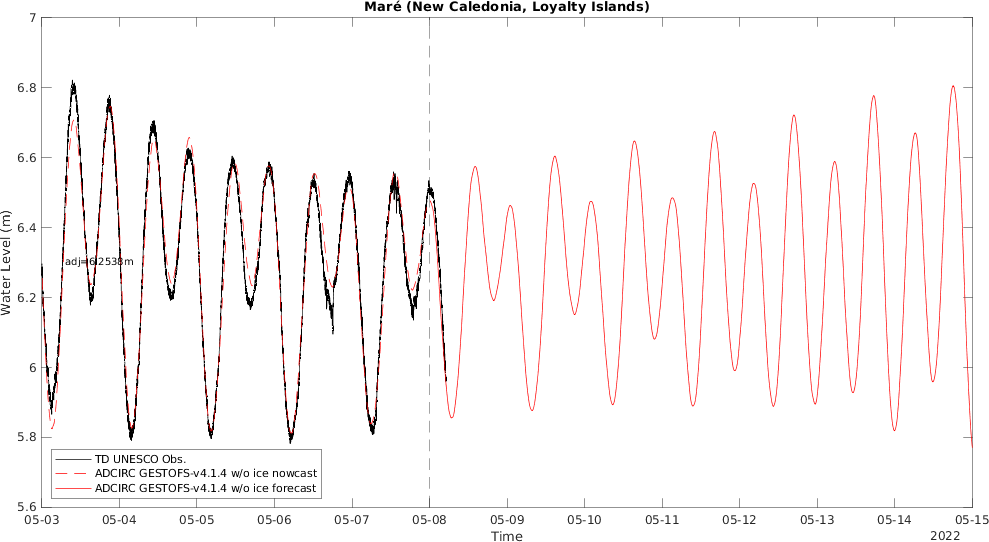 Maré (New Caledonia, Loyalty Islands)
7
6.8
6.6
6.4
6.2
6
5.8
5.6
Water Level (m)
adj=6.2538m
TD UNESCO Obs.
ADCIRC GESTOFS-v4.1.4 w/o ice nowcast
ADCIRC GESTOFS-v4.1.4 w/o ice forecast
05-03 05-04 05-05 05-06 05-07 05-08 05-09 05-10 05-11 05-12 05-13 05-14 05-15
Time
2022